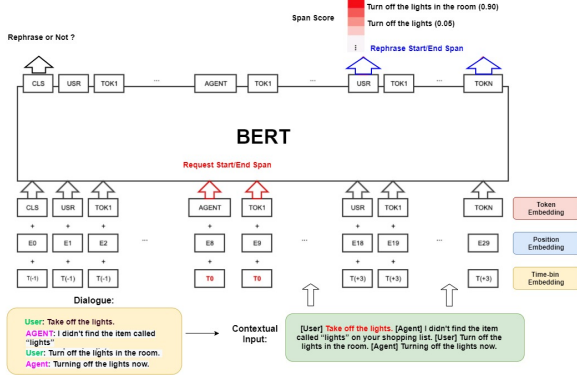 Turn off the lights in the room (0.90)
Span Score
Turn off the lights (0.05)
Rephrase or Not ?
⋮
Rephrase Start/End Span
CLS USR TOK1 ... AGENT TOK1 ... USR TOK1 ... TOKN
BERT
Request Start/End Span
CLS USR TOK1 AGENT TOK1 USR TOK1 TOKN
Token
Embedding
+ + + + + + + +
E0 E1 E2 ... E8 E9 ... E18 E19 ... E29
Position
Embedding
+ + + + + + + +
T(-1) T(-1) T(-1) T0 T0 T(+3) T(+3) T(+3)
Time-bin
Embedding
Dialogue:
User: Take off the lights.
AGENT: I didn't find the item called
"lights"
User: Turn off the lights in the room.
Agent: Turning off the lights now.
Contextual
Input:
[User] Take off the lights. [Agent] I didn't find the item
called "lights" on your shopping list. [User] Turn off the
lights in the room. [Agent] Turning off the lights now.